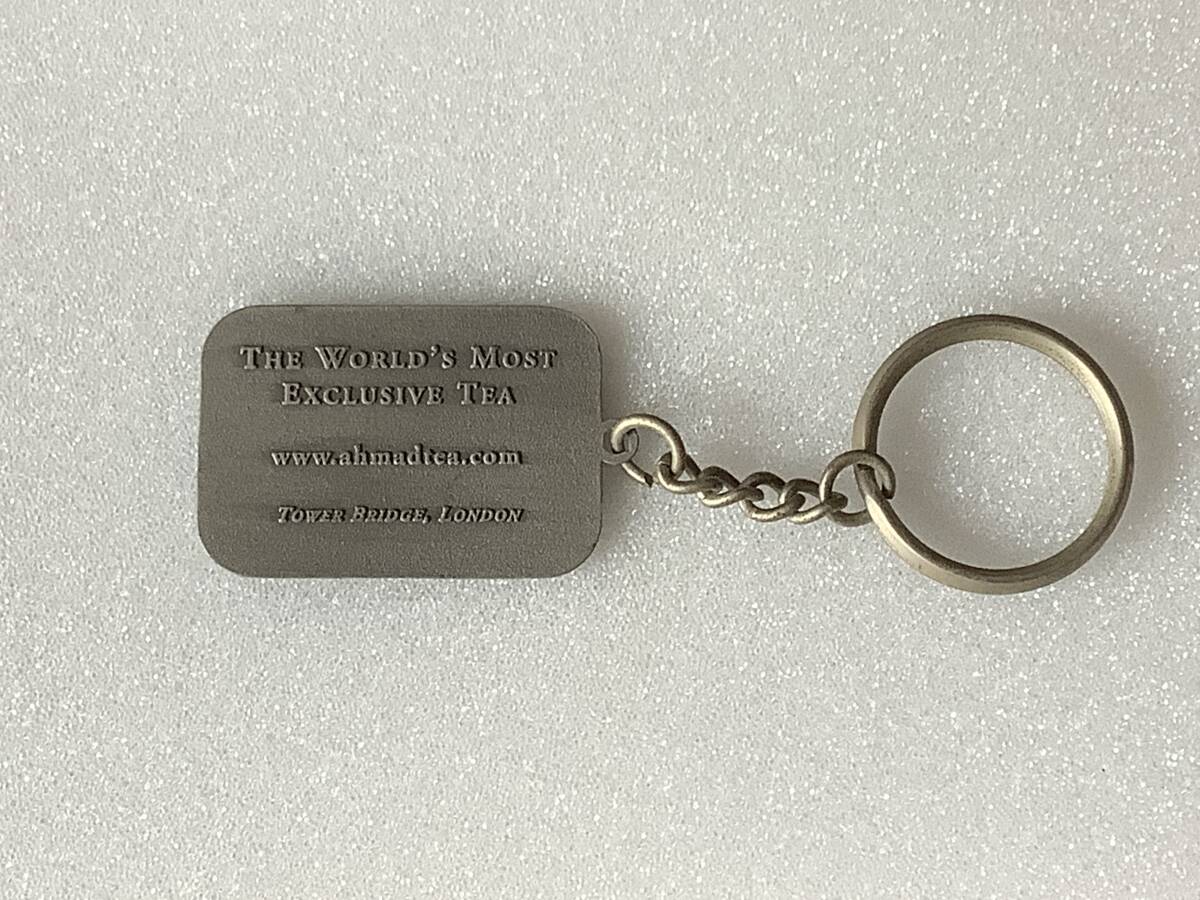 The World's Most
Exclusive Tea
www.ahmadtea.com
Tower Bridge, London